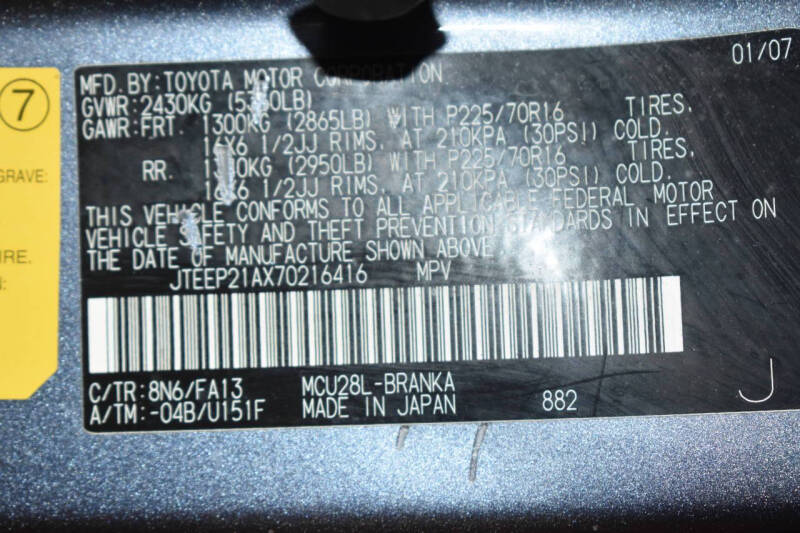 01/07
MFD. BY: TOYOTA MOTOR CORPORATION
GVWR: 2430KG
GAWR: FRT. 1300KG (2865LB) WITH P225/70R16 TIRES,
16X6 1/2JJ RIMS, AT 210KPA (30PSI) COLD.
RR. (2950LB) WITH P225/70R16 TIRES,
16X6 1/2JJ RIMS, AT 210KPA (30PSI) COLD.
THIS VEHICLE CONFORMS TO ALL APPLICABLE FEDERAL MOTOR
VEHICLE SAFETY AND THEFT PREVENTION STANDARDS IN EFFECT ON
THE DATE OF MANUFACTURE SHOWN ABOVE.
JTEEP21AX70216416 MPV
C/TR: 8N6/FA13 MCU28L-BRANKA
A/TM: -04B/U151F MADE IN JAPAN 882
J
7
GRAVE: